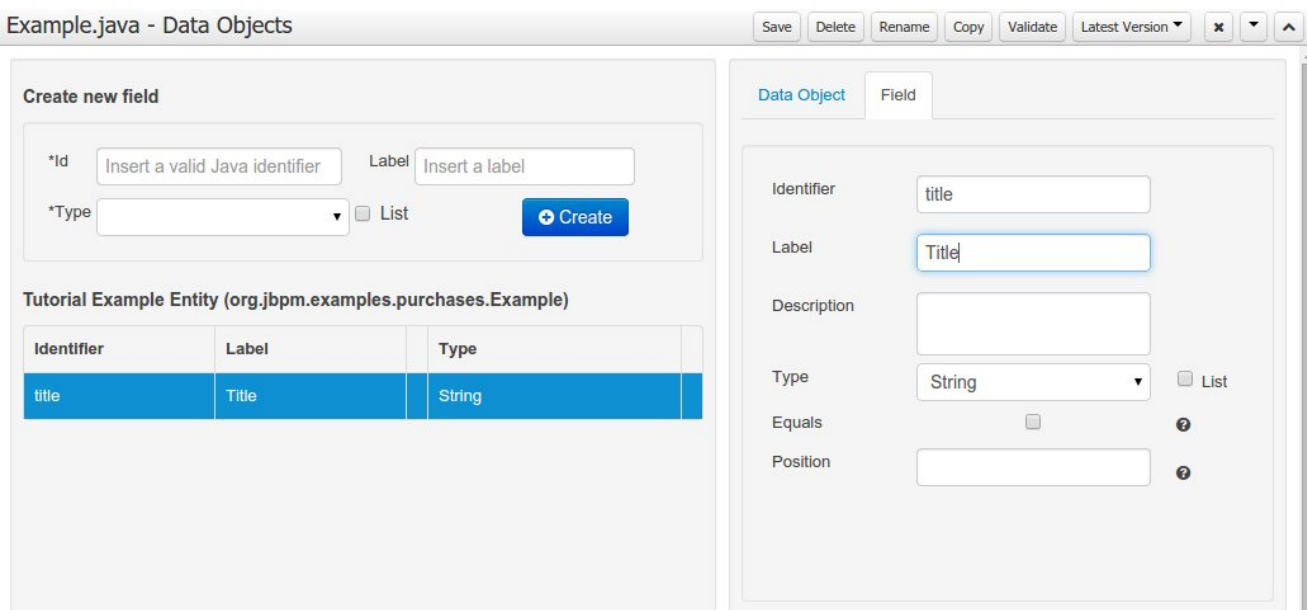 Example.java - Data Objects
Save Delete Rename Copy Validate Latest Version
Create new field
*Id Insert a valid Java identifier Label Insert a label
*Type List Create
Tutorial Example Entity (org.jbpm.examples.purchases.Example)
Identifier Label Type
title Title String
Data Object Field
Identifier title
Label Title
Description
Type String List
Equals
Position